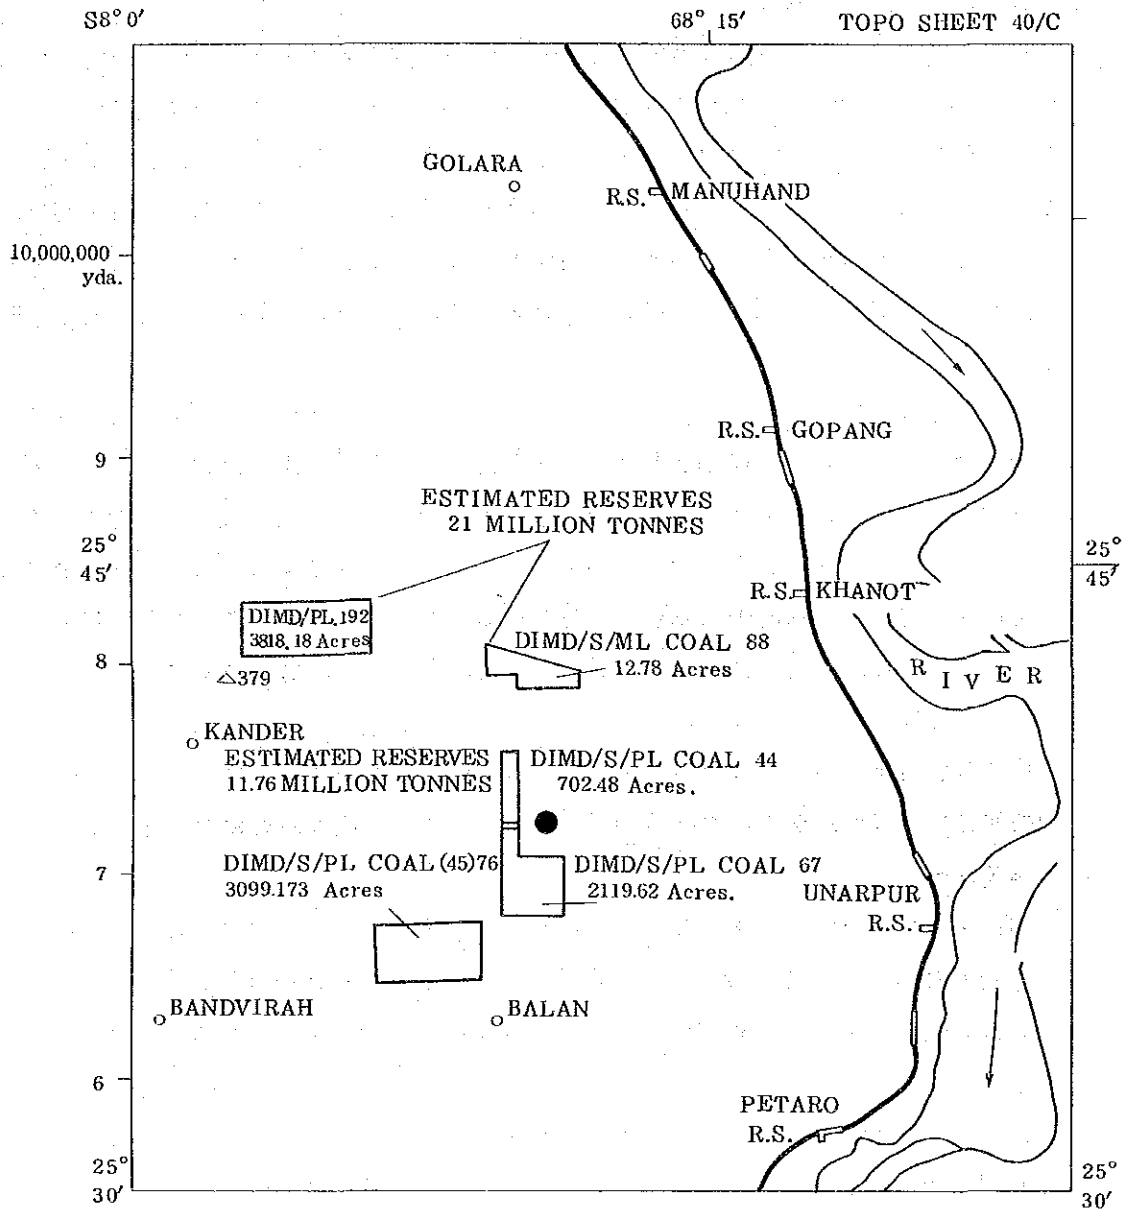 S8° 0′
68° 15′
TOPO SHEET 40/C
GOLARA
R.S. MANUHAND
10,000,000
yda.
R.S. GOPANG
9
ESTIMATED RESERVES
21 MILLION TONNES
25°
45′
25°
45′
R.S. KHANOT
DIMD/PL.192
3818.18 Acres
DIMD/S/ML COAL 88
12.78 Acres
8
379
RIVER
KANDER
ESTIMATED RESERVES
11.76 MILLION TONNES
DIMD/S/PL COAL 44
702.48 Acres.
7
DIMD/S/PL COAL (45)76
3099.173 Acres
DIMD/S/PL COAL 67
2119.62 Acres.
UNARPUR
R.S.
BANDVIRAH
BALAN
6
PETARO
R.S.
25°
30′
25°
30′